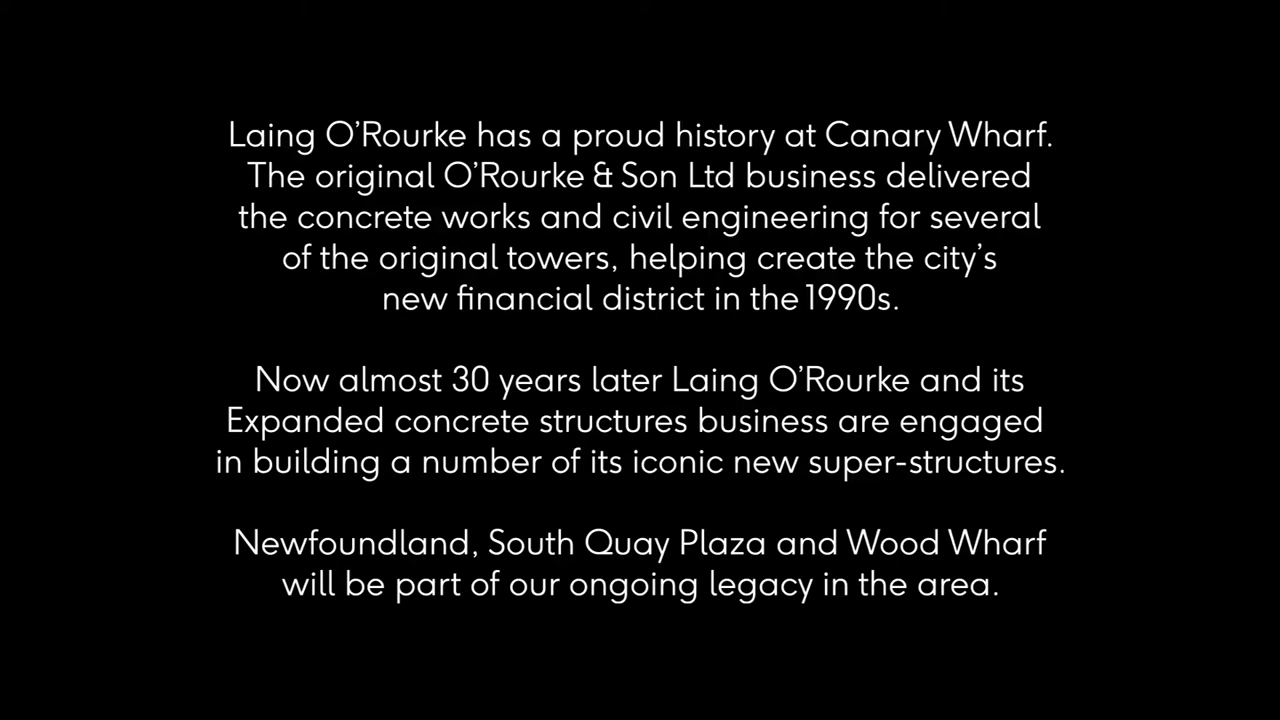 Laing O’Rourke has a proud history at Canary Wharf.
The original O’Rourke & Son Ltd business delivered
the concrete works and civil engineering for several
of the original towers, helping create the city’s
new financial district in the 1990s.
Now almost 30 years later Laing O’Rourke and its
Expanded concrete structures business are engaged
in building a number of its iconic new super-structures.
Newfoundland, South Quay Plaza and Wood Wharf
will be part of our ongoing legacy in the area.